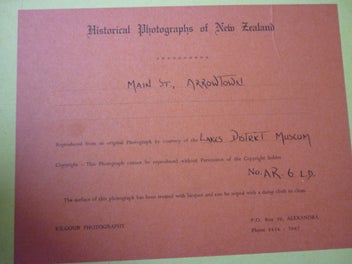 Historical Photographs of New Zealand
MAIN ST. ARROWTOWN
Reproduced from an original Photograph by courtesy of the LAKES DISTRICT MUSEUM
Copyright - This Photograph cannot be reproduced without Permission of the Copyright holder
No. AR. 6 L.D.
The surface of this photograph has been treated with lacquer and can be wiped with a damp cloth to clean
KILGOUR PHOTOGRAPHY
P.O. Box 30, ALEXANDRA
Phone